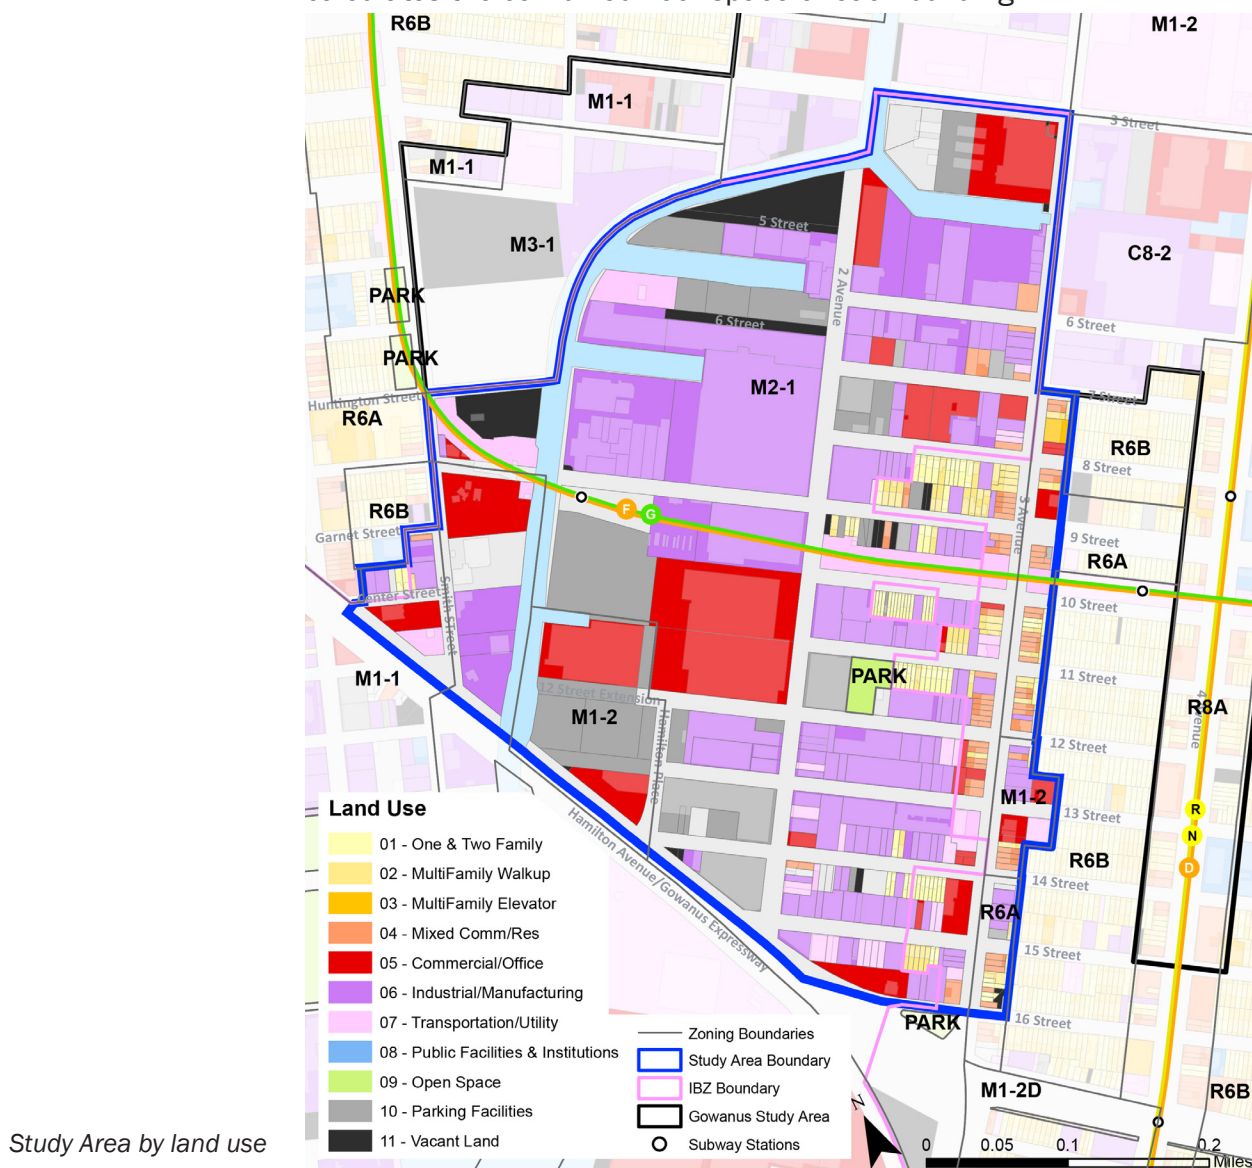 R6B
M1-2
M1-1
3 Street
M1-1
5 Street
M3-1
C8-2
2 Avenue
PARK
6 Street
6 Street
PARK
M2-1
7 Street
Huntington Street
R6A
R6B
8 Street
R6B
3 Avenue
F
G
Garnet Street
9 Street
R6A
Center Street
Smith STreet
10 Street
M1-1
PARK
11 Street
12 Street Extension
M1-2
Hamilton Place
R8A
4 Avenue
12 Street
M1-2
13 Street
R
N
D
R6B
14 Street
R6A
15 Street
Hamilton Avenue/Gowanus Expressway
PARK
16 Street
M1-2D
R6B
Land Use
01 - One & Two Family
02 - MultiFamily Walkup
03 - MultiFamily Elevator
04 - Mixed Comm/Res
05 - Commercial/Office
06 - Industrial/Manufacturing
07 - Transportation/Utility
08 - Public Facilities & Institutions
09 - Open Space
10 - Parking Facilities
11 - Vacant Land
Zoning Boundaries
Study Area Boundary
IBZ Boundary
Gowanus Study Area
Subway Stations
N
0 0.05 0.1 0.2
Miles
Study Area by land use